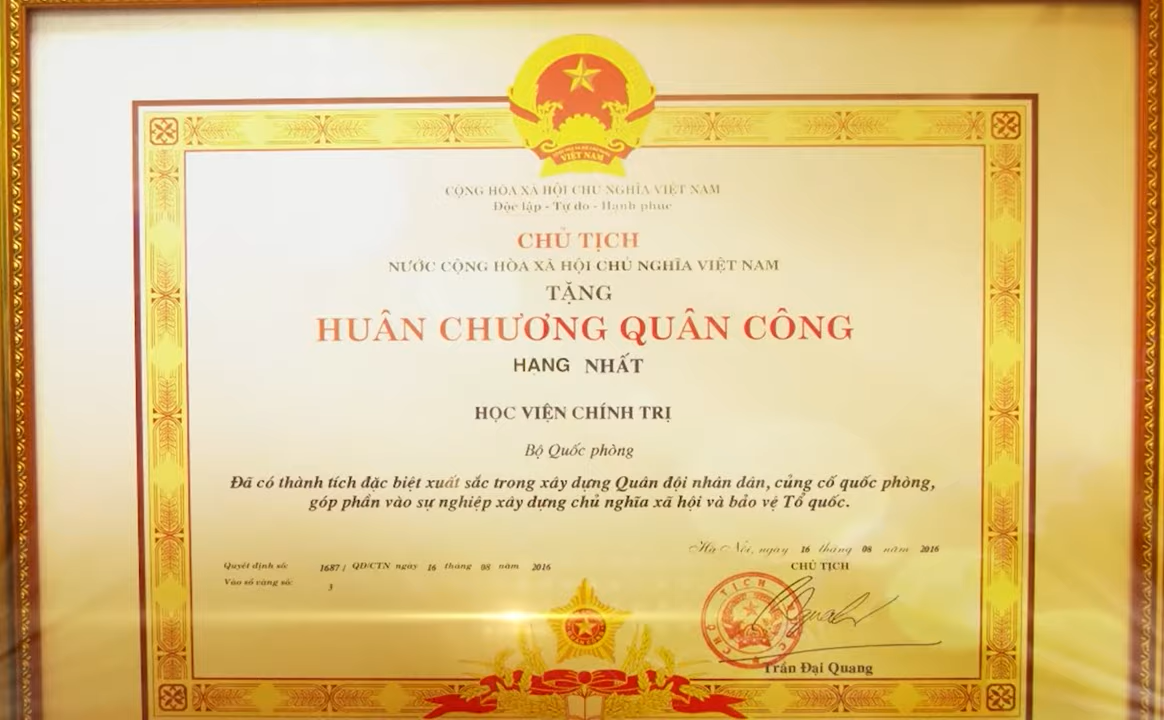 VIỆT NAM
CỘNG HÒA XÃ HỘI CHỦ NGHĨA VIỆT NAM
Độc lập - Tự do - Hạnh phúc
CHỦ TỊCH
NƯỚC CỘNG HÒA XÃ HỘI CHỦ NGHĨA VIỆT NAM
TẶNG
HUÂN CHƯƠNG QUÂN CÔNG
HẠNG NHẤT
HỌC VIỆN CHÍNH TRỊ
Bộ Quốc phòng
Đã có thành tích đặc biệt xuất sắc trong xây dựng Quân đội nhân dân, củng cố quốc phòng,
góp phần vào sự nghiệp xây dựng chủ nghĩa xã hội và bảo vệ Tổ quốc.
Hà Nội, ngày 16 tháng 08 năm 2016
CHỦ TỊCH
Quyết định số: 1687/ QĐ/CTN ngày 16 tháng 08 năm 2016
Vào sổ vàng số: 3
CHỦ TỊCH NƯỚC
Trần Đại Quang